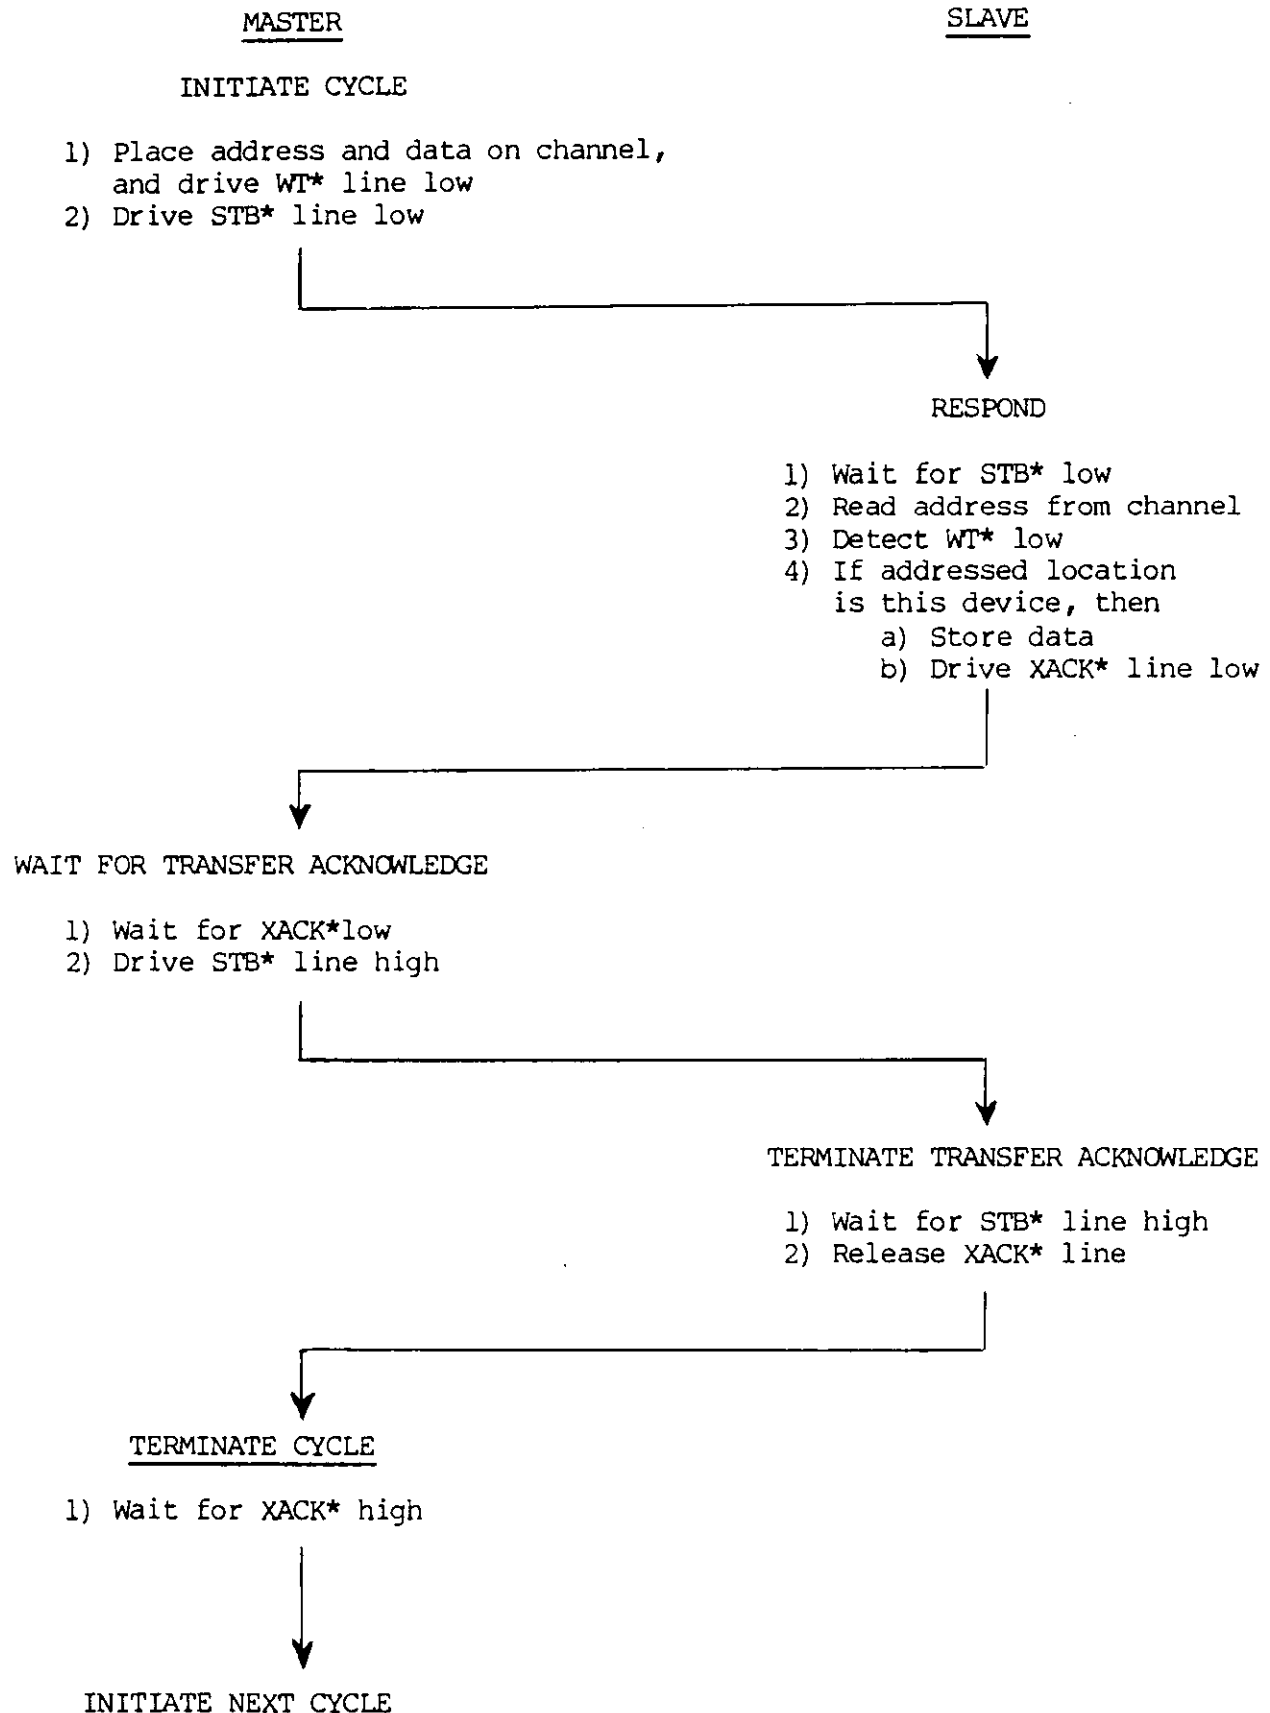 MASTER
SLAVE
INITIATE CYCLE
1) Place address and data on channel,
and drive WT* line low
2) Drive STB* line low
RESPOND
1) Wait for STB* low
2) Read address from channel
3) Detect WT* low
4) If addressed location
is this device, then
a) Store data
b) Drive XACK* line low
WAIT FOR TRANSFER ACKNOWLEDGE
1) Wait for XACK*low
2) Drive STB* line high
TERMINATE TRANSFER ACKNOWLEDGE
1) Wait for STB* line high
2) Release XACK* line
TERMINATE CYCLE
1) Wait for XACK* high
INITIATE NEXT CYCLE